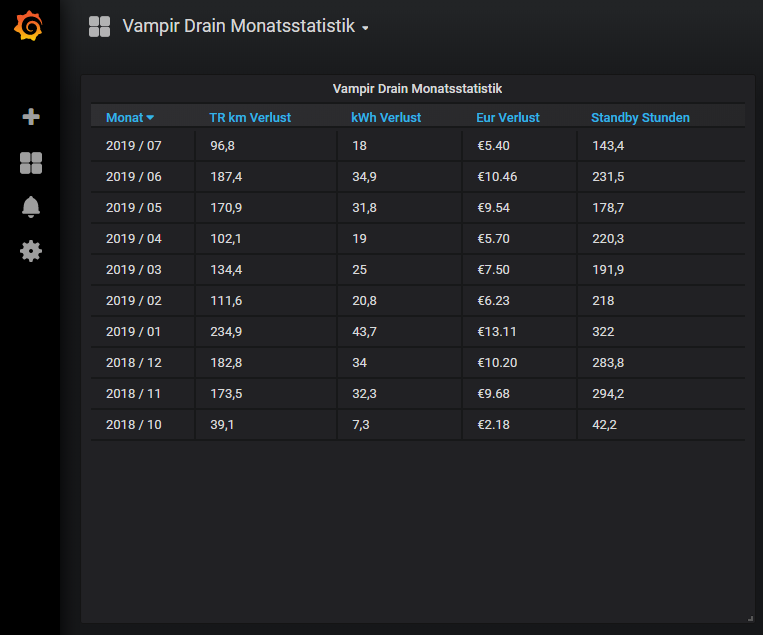 Vampir Drain Monatsstatistik
Vampir Drain Monatsstatistik
Monat TR km Verlust kWh Verlust Eur Verlust Standby Stunden
2019 / 07 96,8 18 €5.40 143,4
2019 / 06 187,4 34,9 €10.46 231,5
2019 / 05 170,9 31,8 €9.54 178,7
2019 / 04 102,1 19 €5.70 220,3
2019 / 03 134,4 25 €7.50 191,9
2019 / 02 111,6 20,8 €6.23 218
2019 / 01 234,9 43,7 €13.11 322
2018 / 12 182,8 34 €10.20 283,8
2018 / 11 173,5 32,3 €9.68 294,2
2018 / 10 39,1 7,3 €2.18 42,2